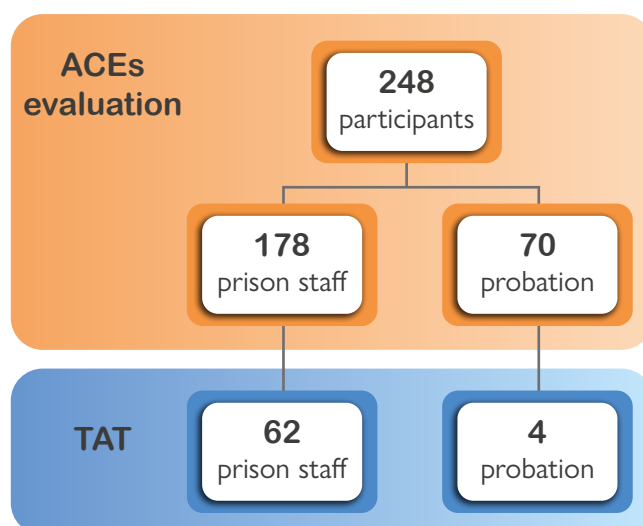 ACEs
evaluation
248
participants
178
prison staff
70
probation
TAT
62
prison staff
4
probation